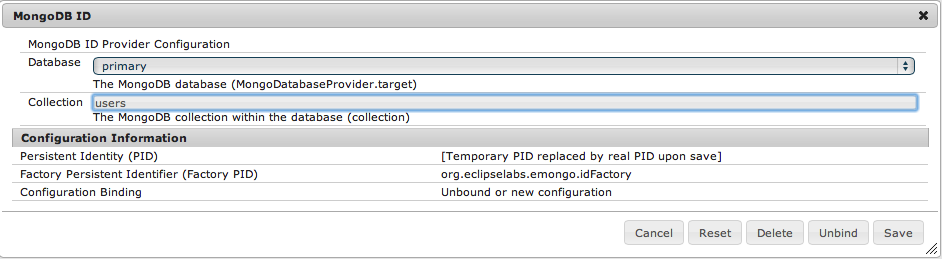 MongoDB ID
MongoDB ID Provider Configuration
Database primary
The MongoDB database (MongoDatabaseProvider.target)
Collection users
The MongoDB collection within the database (collection)
Configuration Information
Persistent Identity (PID) [Temporary PID replaced by real PID upon save]
Factory Persistent Identifier (Factory PID) org.eclipselabs.emongo.idFactory
Configuration Binding Unbound or new configuration
Cancel Reset Delete Unbind Save